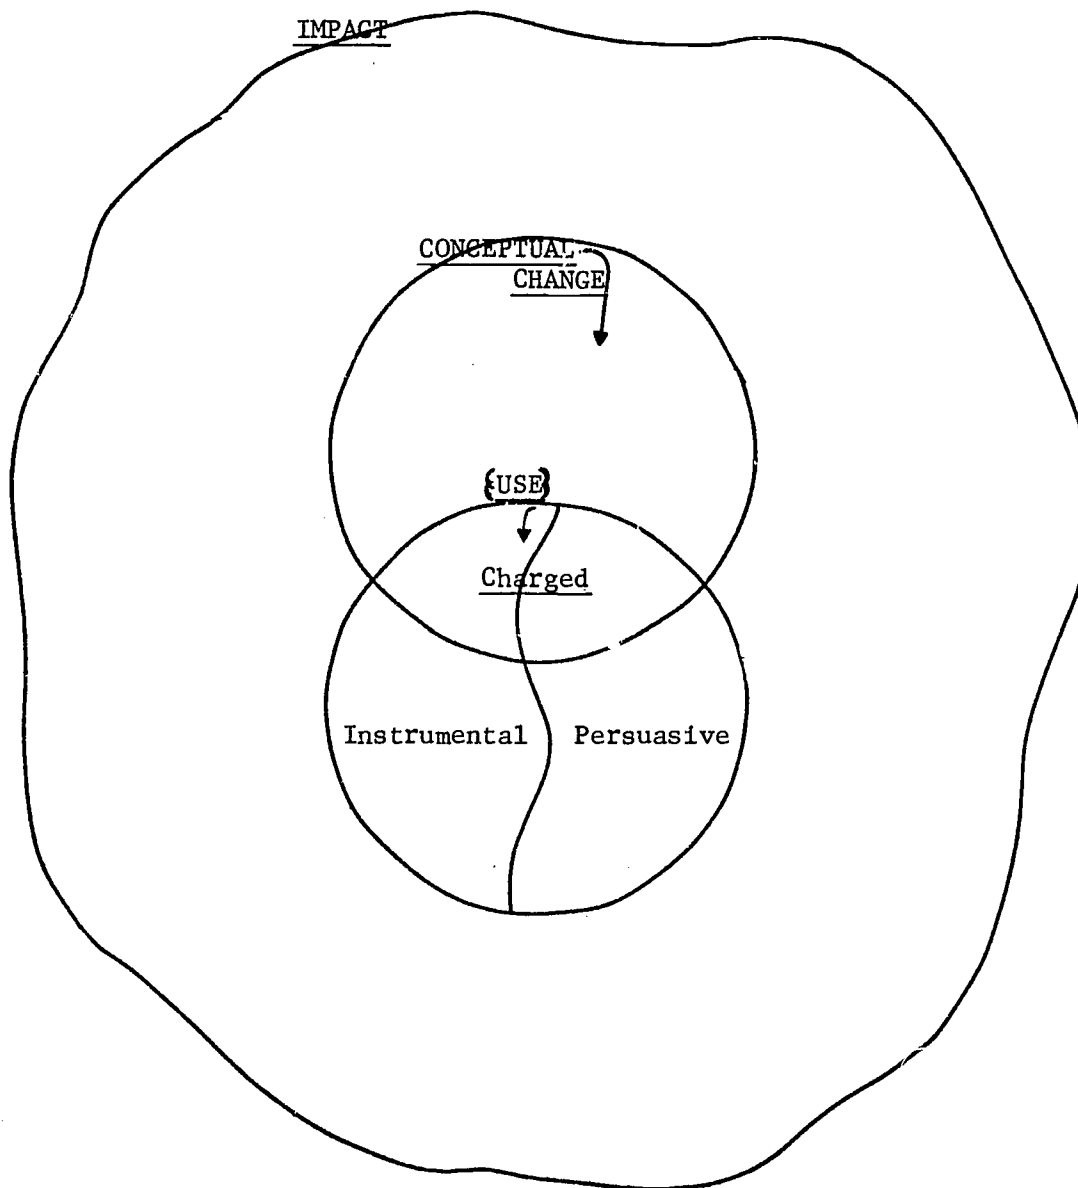 IMPACT
CONCEPTUAL
CHANGE
{USE}
Charged
Instrumental Persuasive